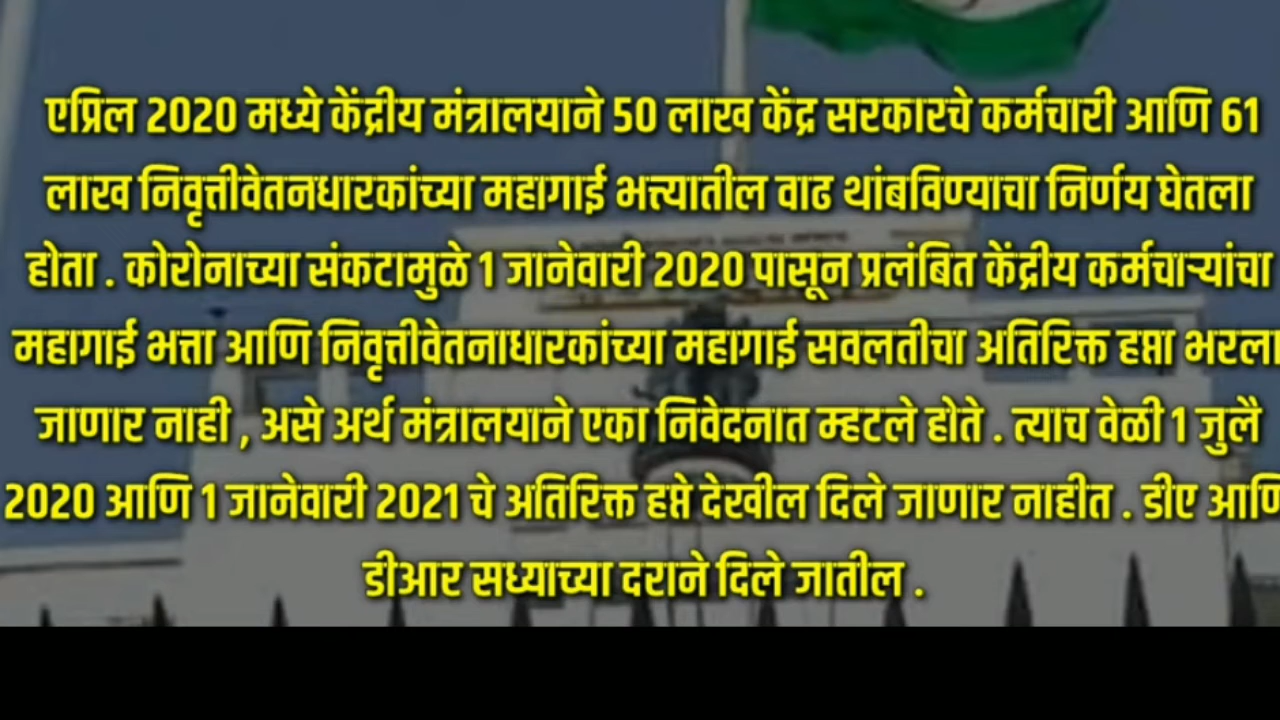 एप्रिल 2020 मध्ये केंद्रीय मंत्रालयाने 50 लाख केंद्र सरकारचे कर्मचारी आणि 61
लाख निवृत्तीवेतनधारकांच्या महागाई भत्त्यातील वाढ थांबविण्याचा निर्णय घेतला
होता . कोरोनाच्या संकटामुळे 1 जानेवारी 2020 पासून प्रलंबित केंद्रीय कर्मचाऱ्यांचा
महागाई भत्ता आणि निवृत्तीवेतनाधारकांच्या महागाई सवलतीचा अतिरिक्त हप्ता भरला
जाणार नाही , असे अर्थ मंत्रालयाने एका निवेदनात म्हटले होते . त्याच वेळी 1 जुलै
2020 आणि 1 जानेवारी 2021 चे अतिरिक्त हप्ते देखील दिले जाणार नाहीत . डीए आणि
डीआर सध्याच्या दराने दिले जातील .